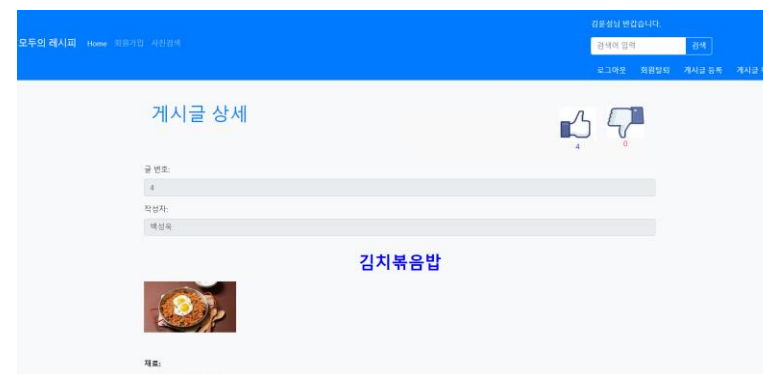 김윤성님 반갑습니다.
모두의 레시피 Home 회원가입 사진검색
검색어 입력 검색
로그아웃 회원탈퇴 게시글 등록 게시글
게시글 상세
4 0
글 번호:
4
작성자:
백성욱
김치볶음밥
재료: